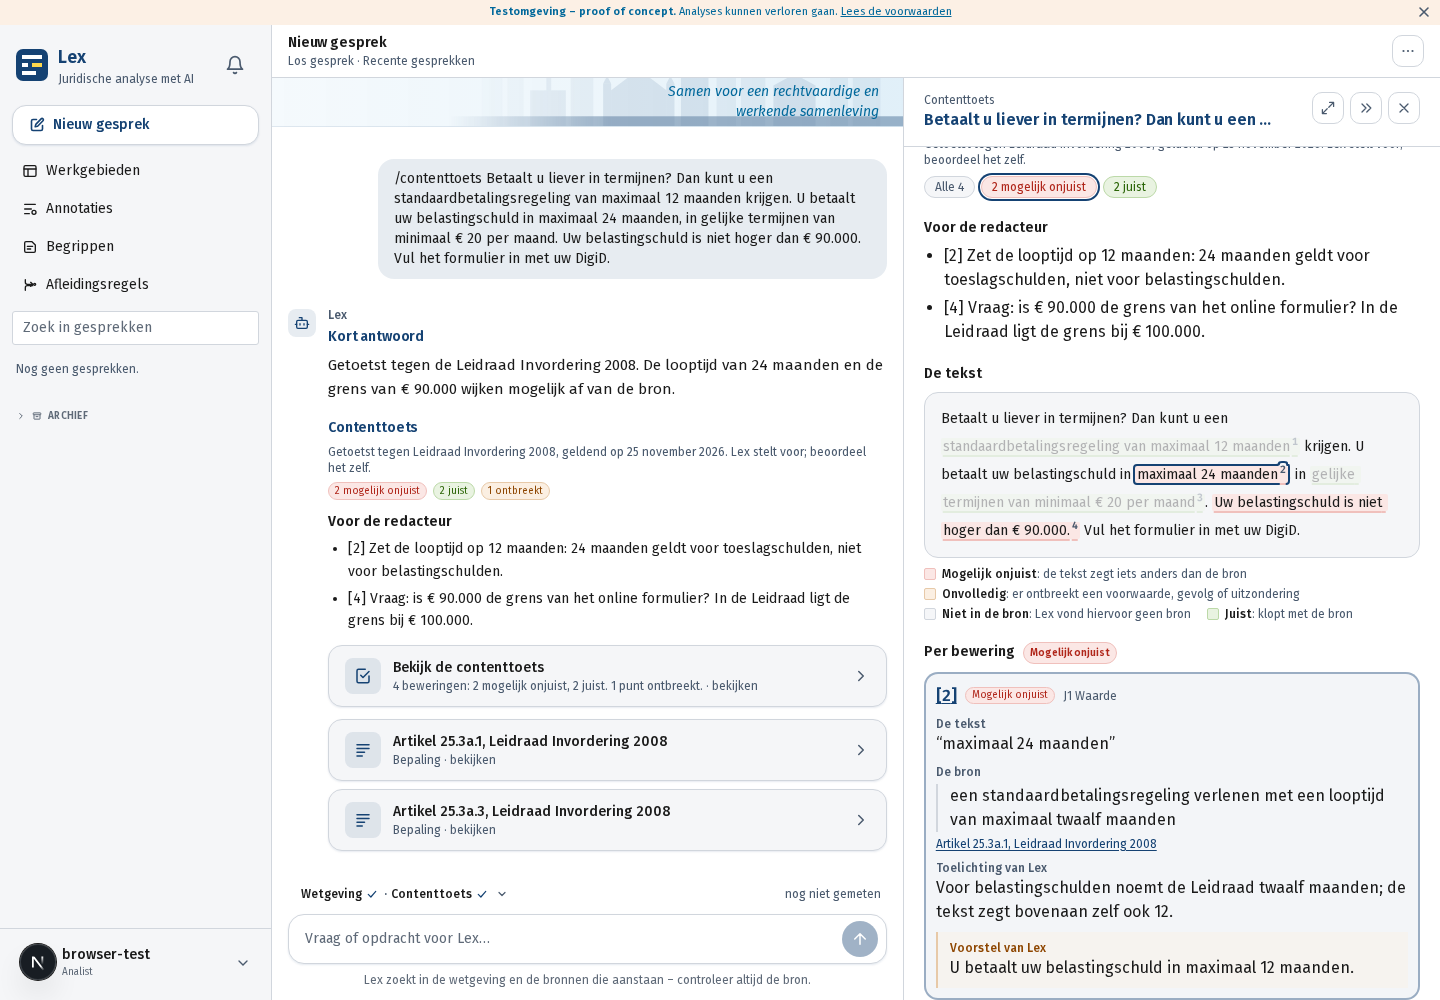 Testomgeving – proof of concept. Analyses kunnen verloren gaan. Lees de voorwaarden
Lex
Juridische analyse met AI
Nieuw gesprek
Werkgebieden
Annotaties
Begrippen
Afleidingsregels
Zoek in gesprekken
Nog geen gesprekken.
ARCHIEF
N
browser-test
Analist
Nieuw gesprek
Los gesprek · Recente gesprekken
Samen voor een rechtvaardige en
werkende samenleving
/contenttoets Betaalt u liever in termijnen? Dan kunt u een
standaardbetalingsregeling van maximaal 12 maanden krijgen. U betaalt
uw belastingschuld in maximaal 24 maanden, in gelijke termijnen van
minimaal € 20 per maand. Uw belastingschuld is niet hoger dan € 90.000.
Vul het formulier in met uw DigiD.
Lex
Kort antwoord
Getoetst tegen de Leidraad Invordering 2008. De looptijd van 24 maanden en de
grens van € 90.000 wijken mogelijk af van de bron.
Contenttoets
Getoetst tegen Leidraad Invordering 2008, geldend op 25 november 2026. Lex stelt voor; beoordeel
het zelf.
2 mogelijk onjuist 2 juist 1 ontbreekt
Voor de redacteur
• [2] Zet de looptijd op 12 maanden: 24 maanden geldt voor toeslagschulden, niet
voor belastingschulden.
• [4] Vraag: is € 90.000 de grens van het online formulier? In de Leidraad ligt de
grens bij € 100.000.
Bekijk de contenttoets
4 beweringen: 2 mogelijk onjuist, 2 juist. 1 punt ontbreekt. · bekijken
Artikel 25.3a.1, Leidraad Invordering 2008
Bepaling · bekijken
Artikel 25.3a.3, Leidraad Invordering 2008
Bepaling · bekijken
Wetgeving ✓ · Contenttoets ✓
nog niet gemeten
Vraag of opdracht voor Lex…
Lex zoekt in de wetgeving en de bronnen die aanstaan – controleer altijd de bron.
Contenttoets
Betaalt u liever in termijnen? Dan kunt u een ...
beoordeel het zelf.
Alle 4 2 mogelijk onjuist 2 juist
Voor de redacteur
• [2] Zet de looptijd op 12 maanden: 24 maanden geldt voor
toeslagschulden, niet voor belastingschulden.
• [4] Vraag: is € 90.000 de grens van het online formulier? In de
Leidraad ligt de grens bij € 100.000.
De tekst
Betaalt u liever in termijnen? Dan kunt u een
standaardbetalingsregeling van maximaal 12 maanden1 krijgen. U
betaalt uw belastingschuld in maximaal 24 maanden2 in gelijke
termijnen van minimaal € 20 per maand3. Uw belastingschuld is niet
hoger dan € 90.000.4 Vul het formulier in met uw DigiD.
Mogelijk onjuist: de tekst zegt iets anders dan de bron
Onvolledig: er ontbreekt een voorwaarde, gevolg of uitzondering
Niet in de bron: Lex vond hiervoor geen bron Juist: klopt met de bron
Per bewering Mogelijk onjuist
[2] Mogelijk onjuist J1 Waarde
De tekst
“maximaal 24 maanden”
De bron
een standaardbetalingsregeling verlenen met een looptijd
van maximaal twaalf maanden
Artikel 25.3a.1, Leidraad Invordering 2008
Toelichting van Lex
Voor belastingschulden noemt de Leidraad twaalf maanden; de
tekst zegt bovenaan zelf ook 12.
Voorstel van Lex
U betaalt uw belastingschuld in maximaal 12 maanden.